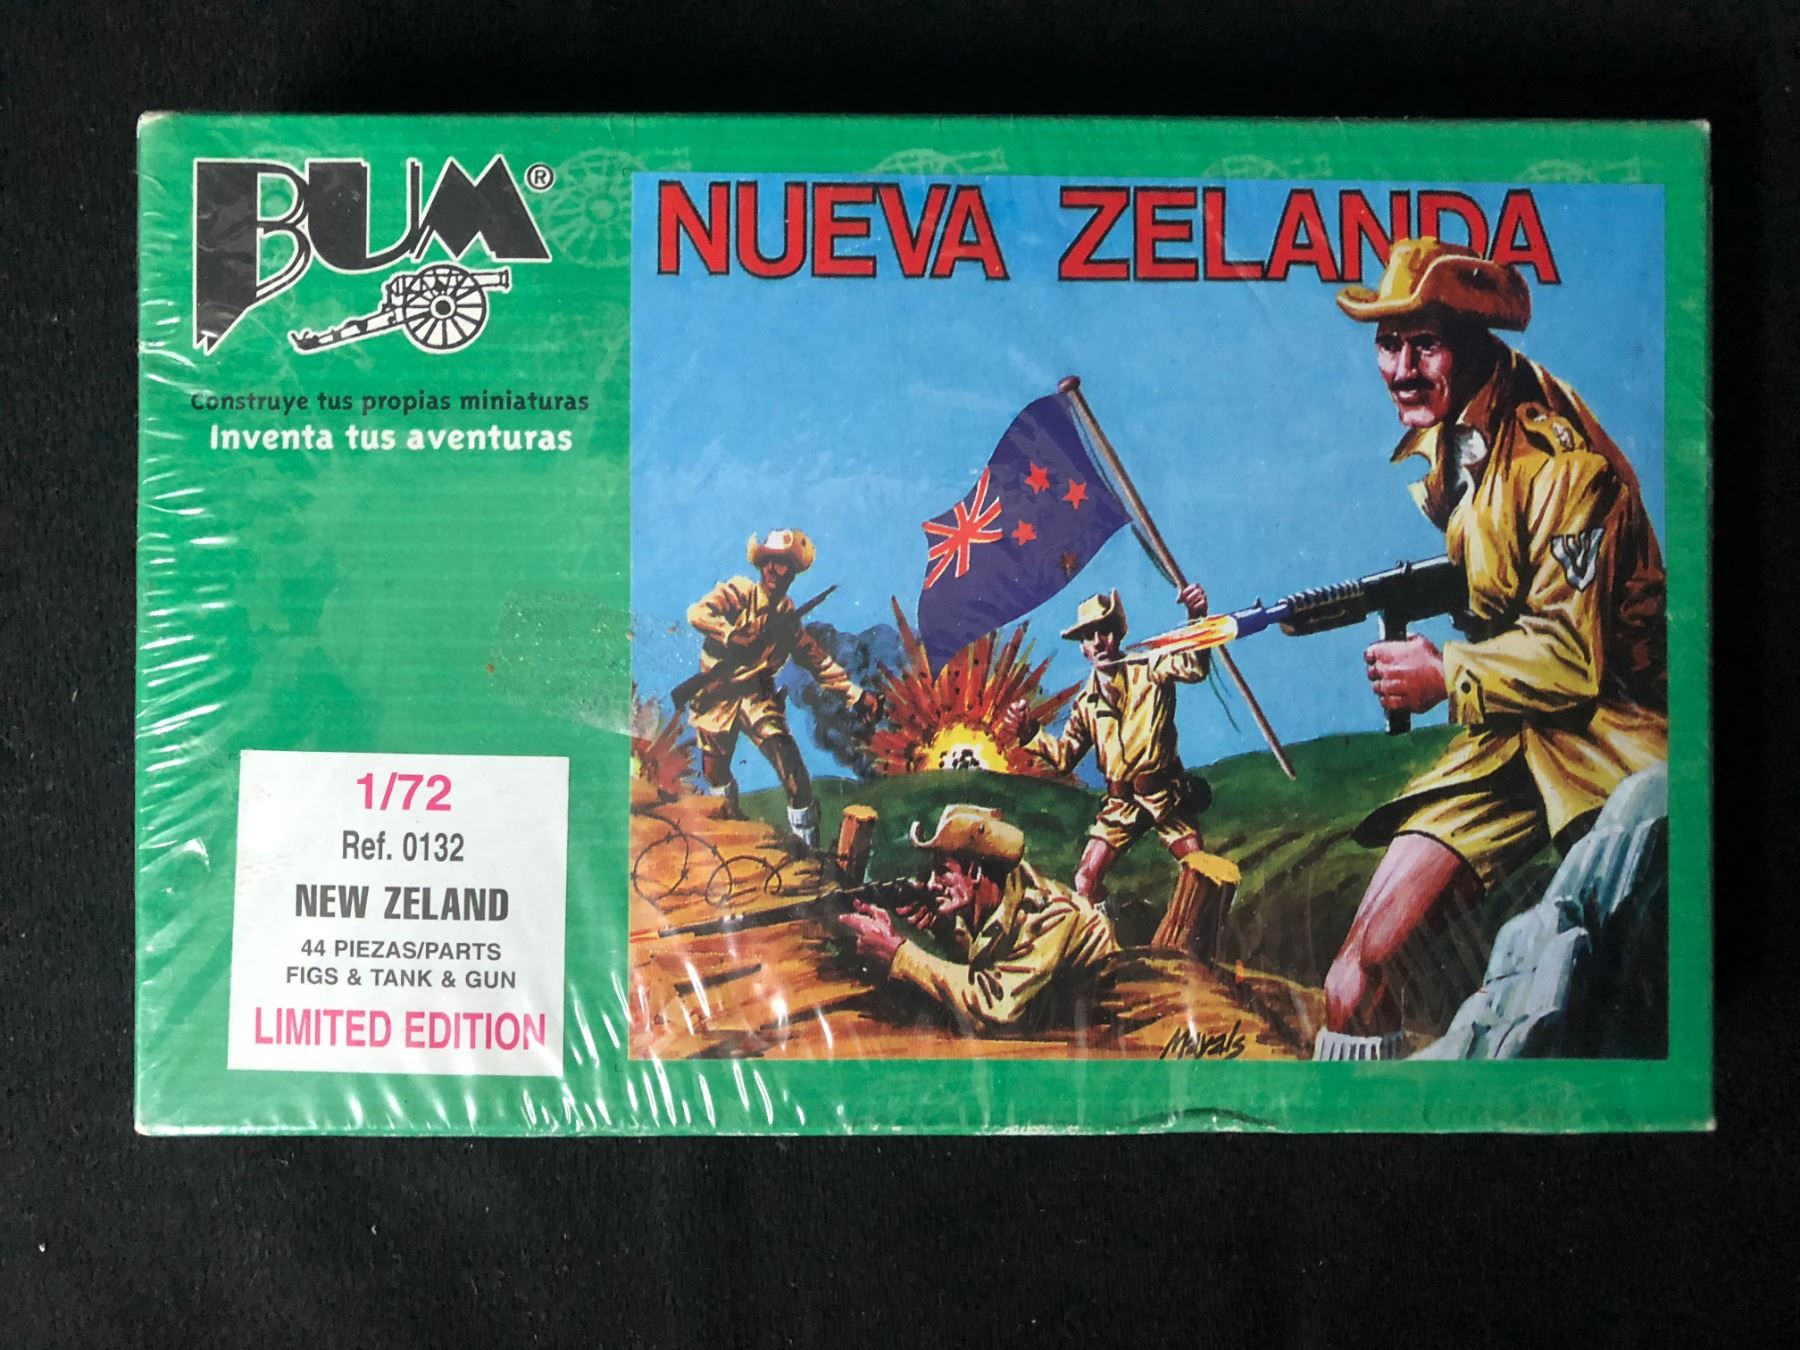 BUM®
Construye tus propias miniaturas
Inventa tus aventuras
NUEVA ZELANDA
1/72
Ref. 0132
NEW ZELAND
44 PIEZAS/PARTS
FIGS & TANK & GUN
LIMITED EDITION